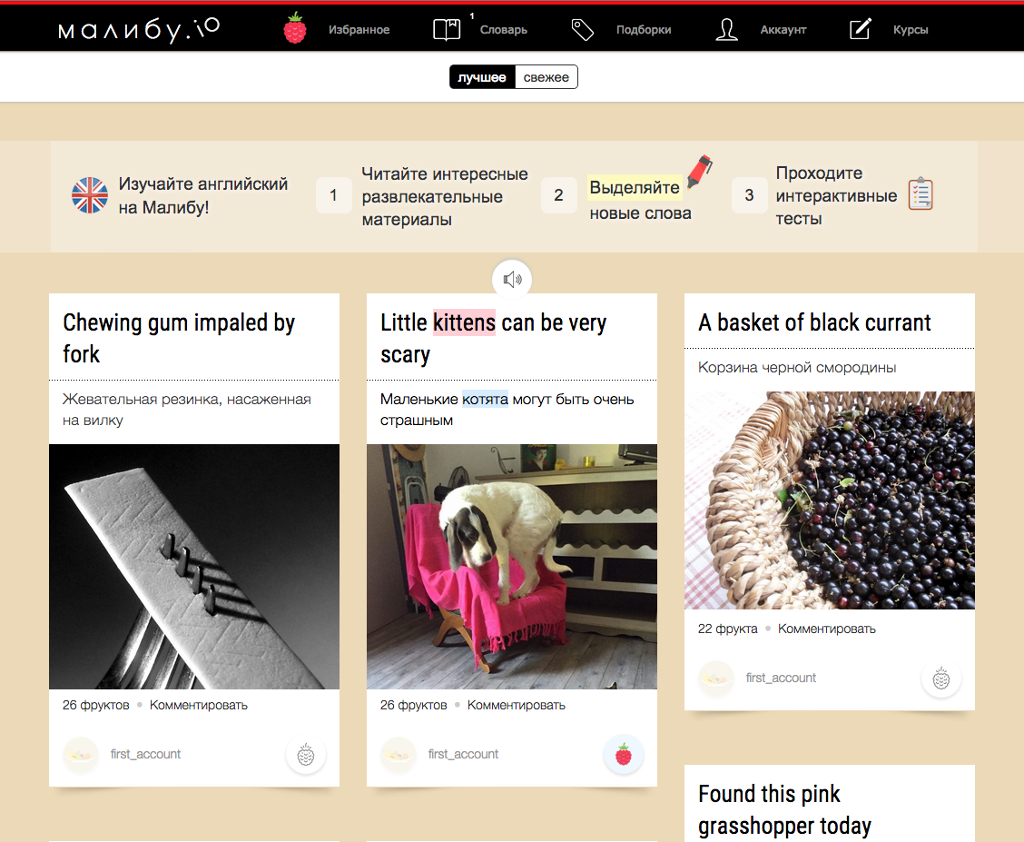 малибу.io
Избранное
1
Словарь
Подборки
Аккаунт
Курсы
лучшее
свежее
Изучайте английский
на Малибу!
1
Читайте интересные
развлекательные
материалы
2
Выделяйте
новые слова
3
Проходите
интерактивные
тесты
Chewing gum impaled by
fork
Жевательная резинка, насаженная
на вилку
26 фруктов • Комментировать
first_account
Little kittens can be very
scary
Маленькие котята могут быть очень
страшным
26 фруктов • Комментировать
first_account
A basket of black currant
Корзина черной смородины
22 фрукта • Комментировать
first_account
Found this pink
grasshopper today